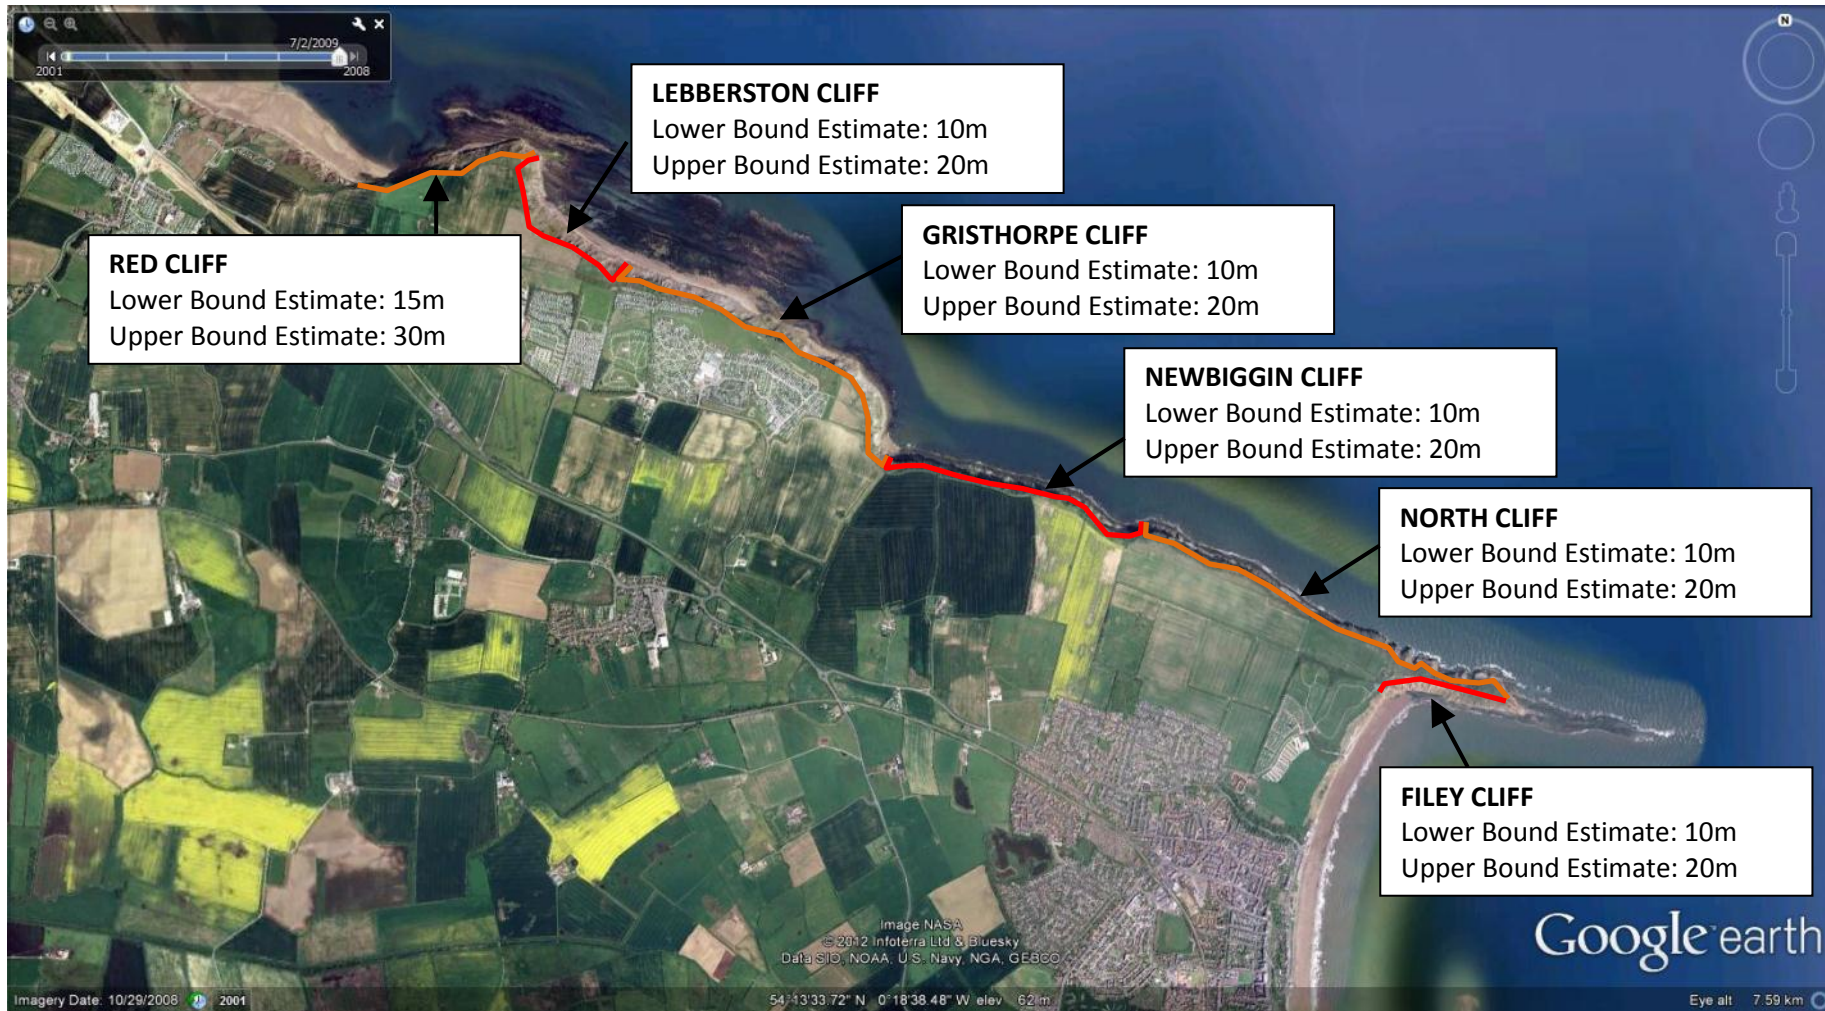 7/2/2009
2001
2008
N
LEBBERSTON CLIFF
Lower Bound Estimate: 10m
Upper Bound Estimate: 20m
GRISTHORPE CLIFF
Lower Bound Estimate: 10m
Upper Bound Estimate: 20m
RED CLIFF
Lower Bound Estimate: 15m
Upper Bound Estimate: 30m
NEWBIGGIN CLIFF
Lower Bound Estimate: 10m
Upper Bound Estimate: 20m
NORTH CLIFF
Lower Bound Estimate: 10m
Upper Bound Estimate: 20m
FILEY CLIFF
Lower Bound Estimate: 10m
Upper Bound Estimate: 20m
Image NASA
© 2012 Infoterra Ltd & Bluesky
Data SIO, NOAA, U.S. Navy, NGA, GEBCO
Google earth
Imagery Date: 10/29/2008 2001
54°13'33.72" N 0°18'38.48" W elev 62 m
Eye alt 7.59 km